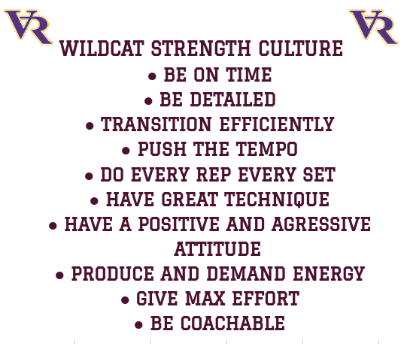 VR VR
WILDCAT STRENGTH CULTURE
• BE ON TIME
• BE DETAILED
• TRANSITION EFFICIENTLY
• PUSH THE TEMPO
• DO EVERY REP EVERY SET
• HAVE GREAT TECHNIQUE
• HAVE A POSITIVE AND AGRESSIVE
ATTITUDE
• PRODUCE AND DEMAND ENERGY
• GIVE MAX EFFORT
• BE COACHABLE